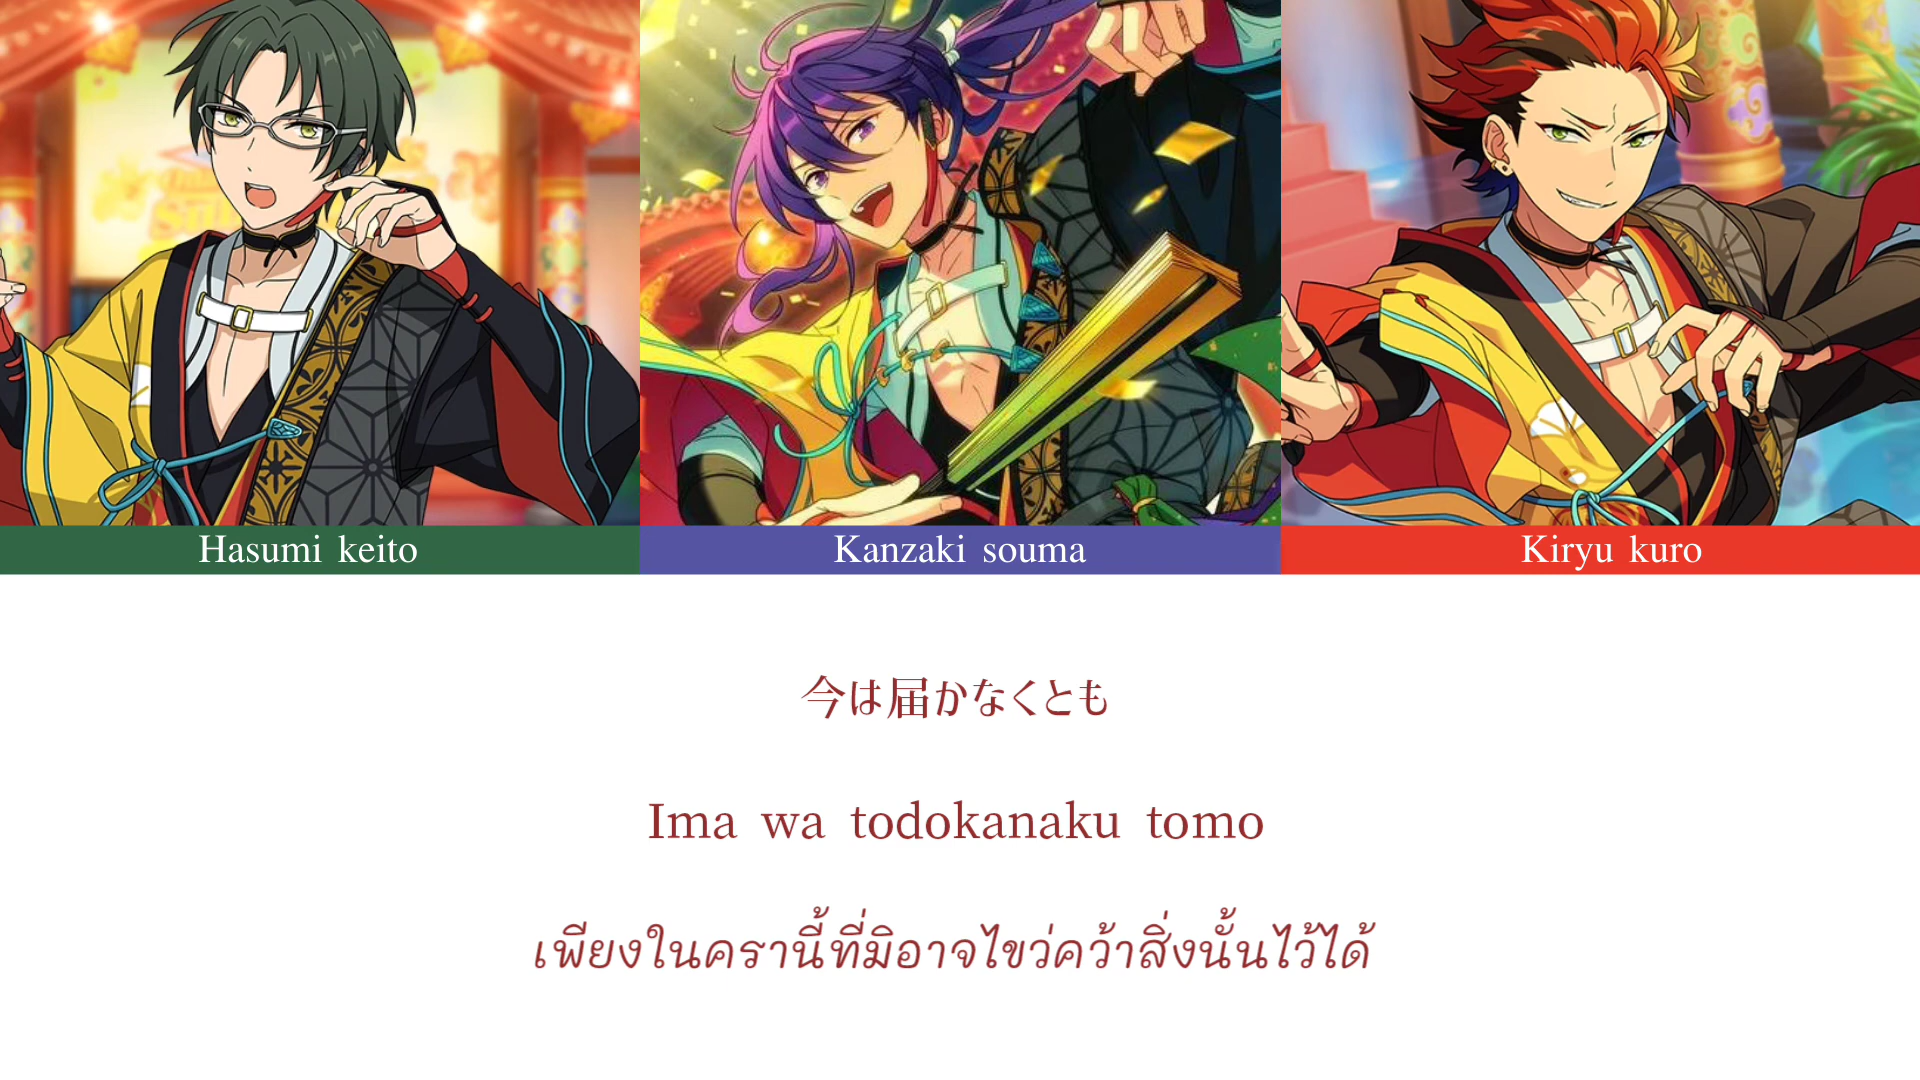 Hasumi keito
Kanzaki souma
Kiryu kuro
今は届かなくとも
Ima wa todokanaku tomo
เพียงในครานี้ที่มิอาจไขว่คว้าสิ่งนั้นไว้ได้